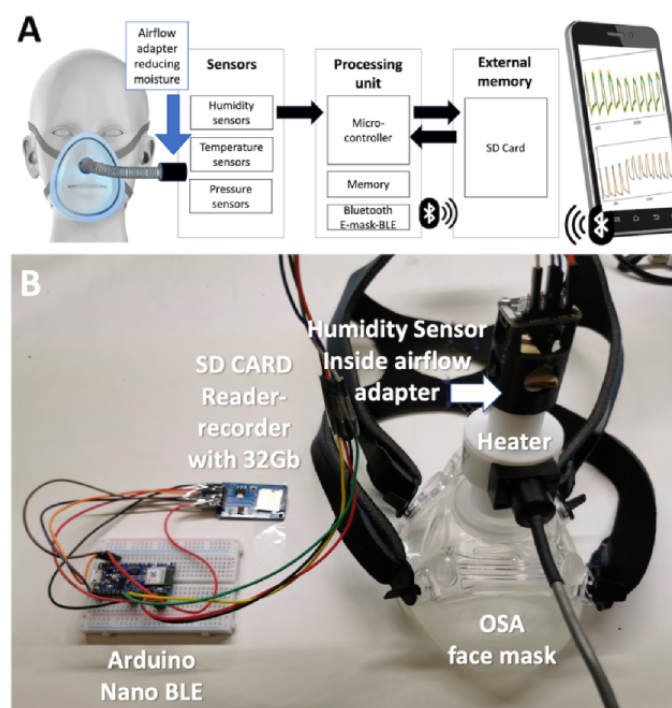 A
Airflow
adapter
reducing
moisture
Sensors
Humidity
sensors
Temperature
sensors
Pressure
sensors
Processing
unit
Micro-
controller
Memory
Bluetooth
E-mask-BLE
External
memory
SD Card
B
SD CARD
Reader-
recorder
with 32Gb
Humidity Sensor
Inside airflow
adapter
Heater
Arduino
Nano BLE
OSA
face mask